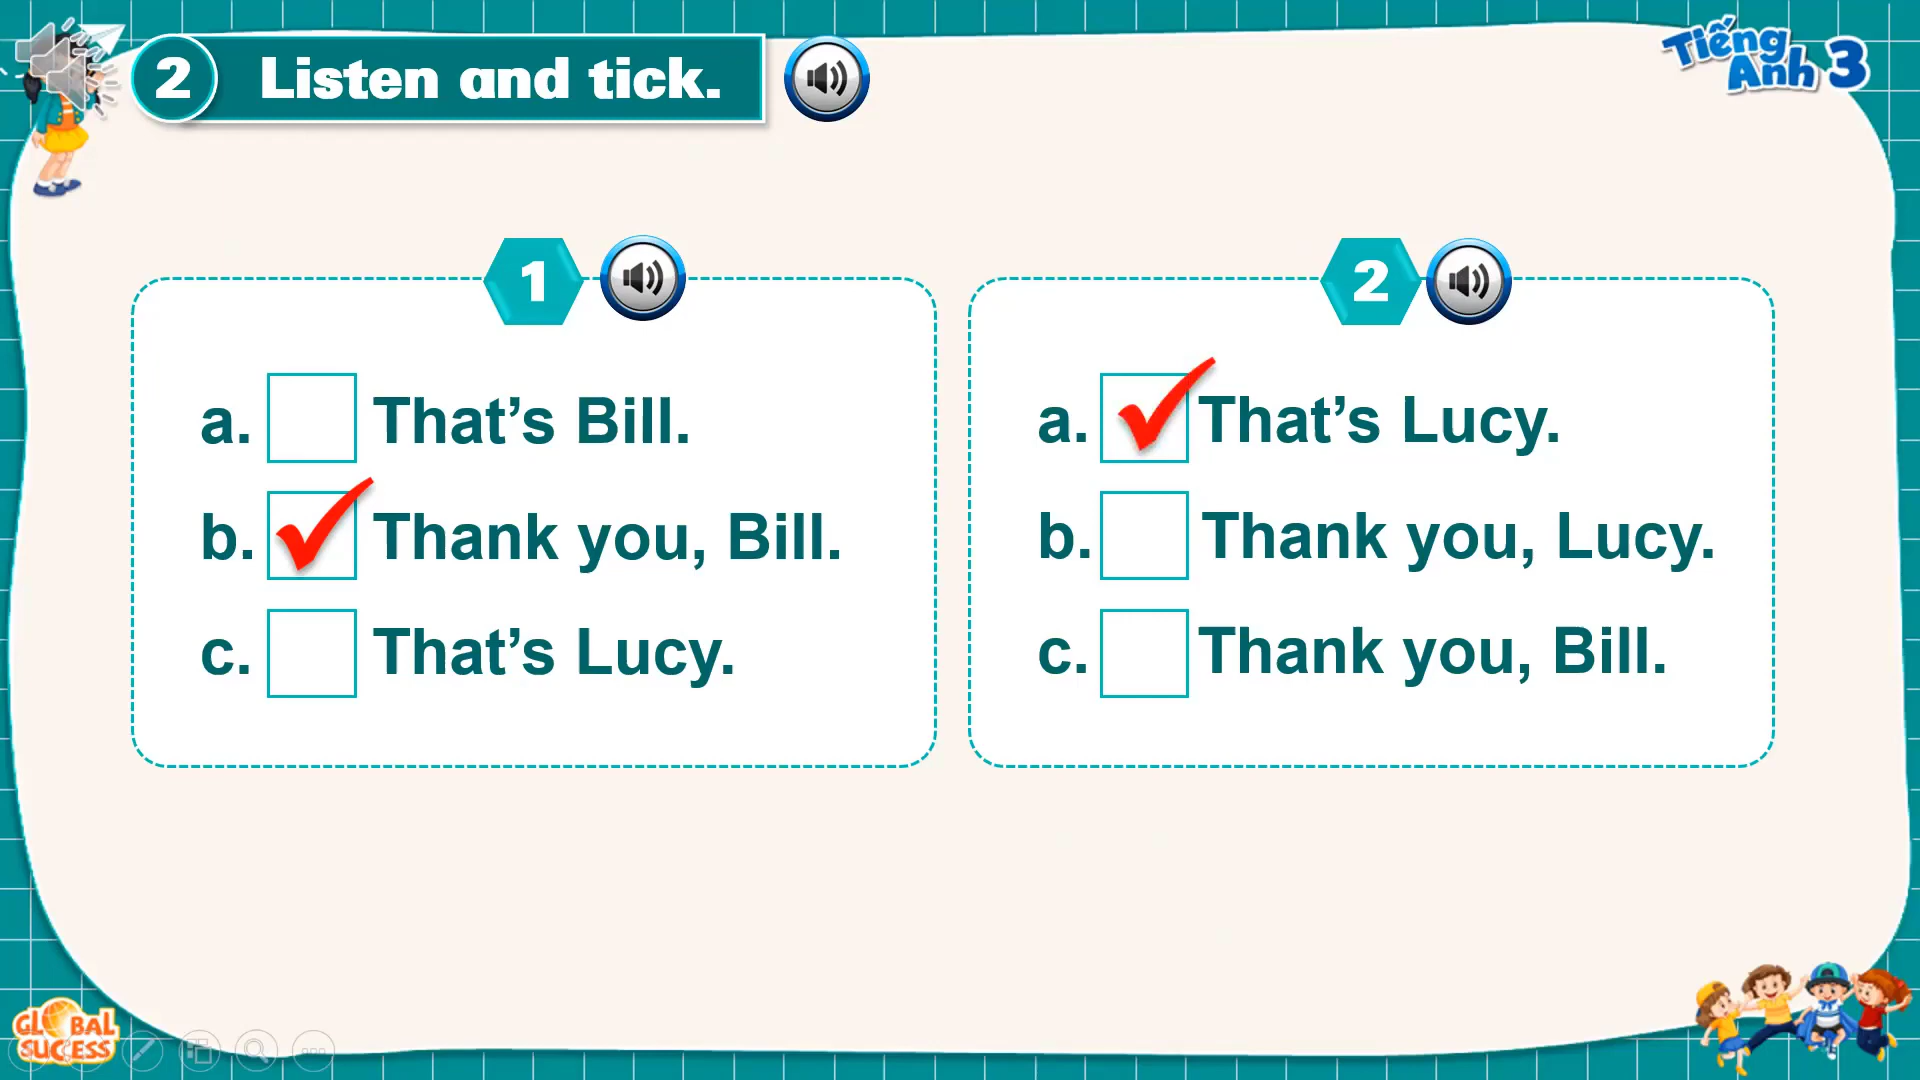 2 Listen and tick.
Tiếng
Anh 3
1
a. That's Bill.
b. Thank you, Bill.
c. That's Lucy.
2
a. That's Lucy.
b. Thank you, Lucy.
c. Thank you, Bill.
GLOBAL
SUCCESS